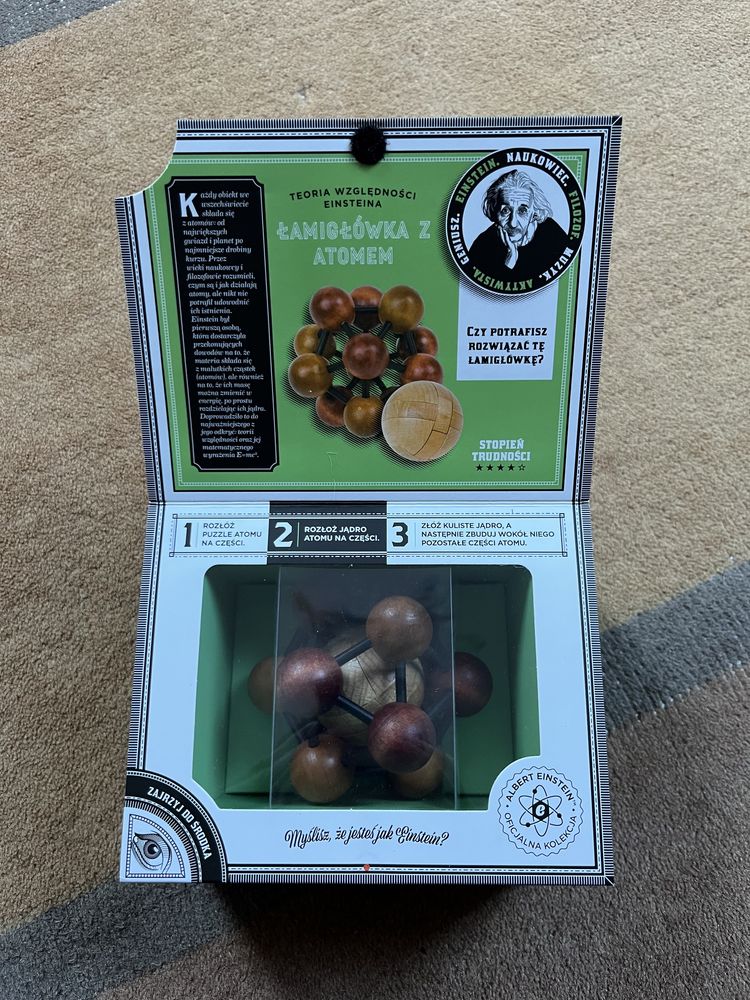 TEORIA WZGLĘDNOŚCI
EINSTEINA
ŁAMIGŁÓWKA Z
ATOMEM
Każdy obiekt we
wszechświecie
składa się
z atomów: od
największych
gwiazd i planet po
najmniejsze drobiny
kurzu. Przez
wieki naukowcy i
filozofowie rozumieli,
czym są i jak działają
atomy, ale nikt nie
potrafił udowodnić
ich istnienia.
Einstein był
pierwszą osobą,
która dostarczyła
przekonujących
dowodów na to, że
materia składa się
z malutkich cząstek
(atomów), ale również
na to, że ich masę
można zmienić w
energię, po prostu
rozdzielając ich jądra.
Doprowadziło to do
najważniejszego z
jego odkryć: teorii
względności oraz jej
matematycznego
wyrażenia E=mc².
GENIUSZ. EINSTEIN. NAUKOWIEC. FILOZOF. MUZYK. AKTYWISTA.
CZY POTRAFISZ
ROZWIĄZAĆ TĘ
ŁAMIGŁÓWKĘ?
STOPIEŃ
TRUDNOŚCI
1 ROZŁÓŻ
PUZZLE ATOMU
NA CZĘŚCI.
2 ROZŁOŻ JĄDRO
ATOMU NA CZĘŚCI.
3 ZŁÓŻ KULISTE JĄDRO, A
NASTĘPNIE ZBUDUJ WOKÓŁ NIEGO
POZOSTAŁE CZĘŚCI ATOMU.
ZAJRZYJ DO ŚRODKA
Myślisz, że jesteś jak Einstein?
ALBERT EINSTEIN
e
OFICJALNA KOLEKCJA